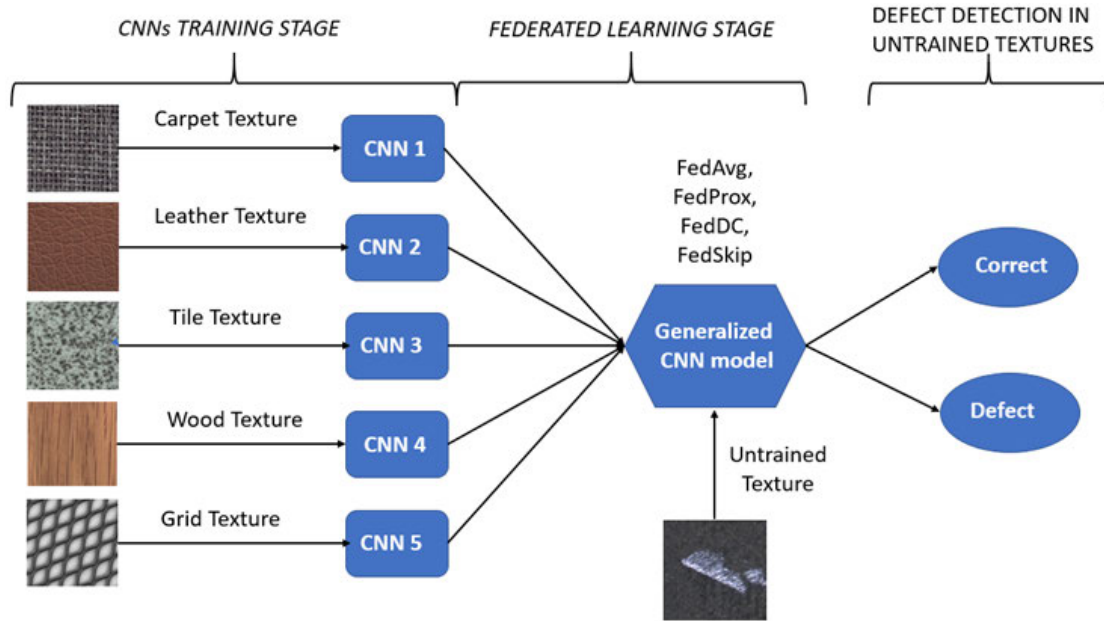 CNNs TRAINING STAGE
FEDERATED LEARNING STAGE
DEFECT DETECTION IN
UNTRAINED TEXTURES
Carpet Texture
CNN 1
Leather Texture
CNN 2
Tile Texture
CNN 3
Wood Texture
CNN 4
Grid Texture
CNN 5
FedAvg,
FedProx,
FedDC,
FedSkip
Generalized
CNN model
Untrained
Texture
Correct
Defect